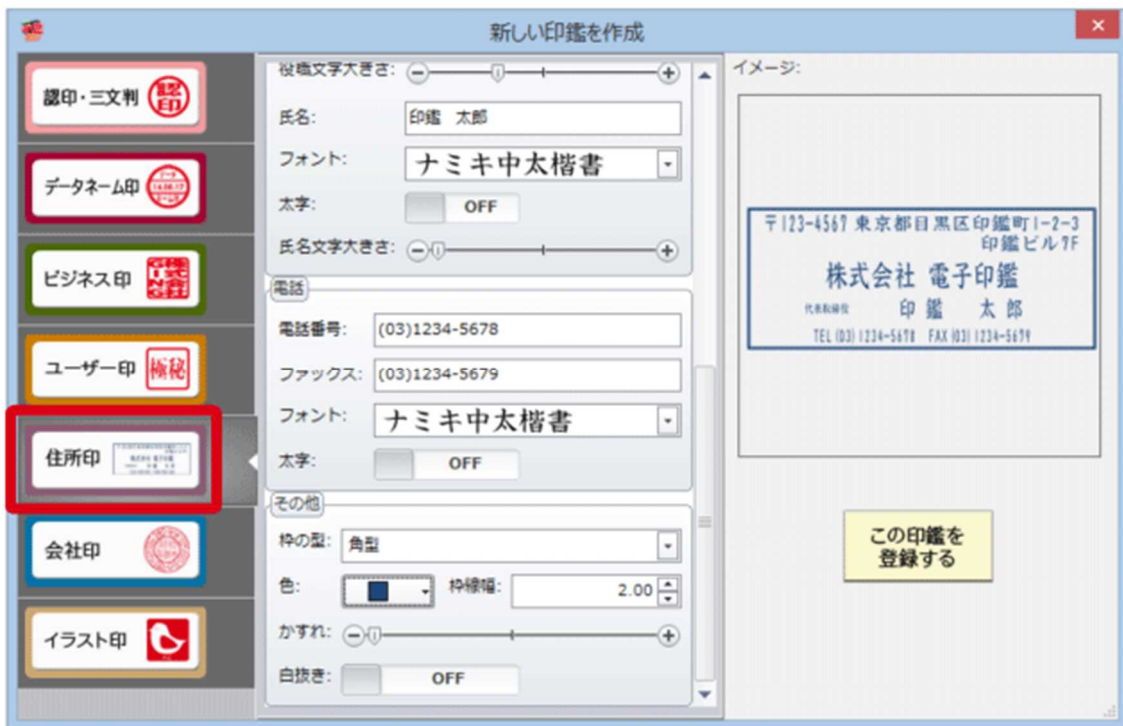 新しい印鑑を作成
認印・三文判
認印
データネーム印
ビジネス印
ユーザー印
極秘
住所印
会社印
イラスト印
役職文字大きさ:
氏名: 印鑑 太郎
フォント: ナミキ中太楷書
太字: OFF
氏名文字大きさ:
電話
電話番号: (03)1234-5678
ファックス: (03)1234-5679
フォント: ナミキ中太楷書
太字: OFF
その他
枠の型: 角型
色: 枠線幅: 2.00
かすれ:
白抜き: OFF
イメージ:
〒123-4567 東京都目黒区印鑑町1-2-3
印鑑ビル7F
株式会社 電子印鑑
代表取締役 印鑑 太郎
TEL (03) 1234-5678 FAX (03) 1234-5679
この印鑑を
登録する